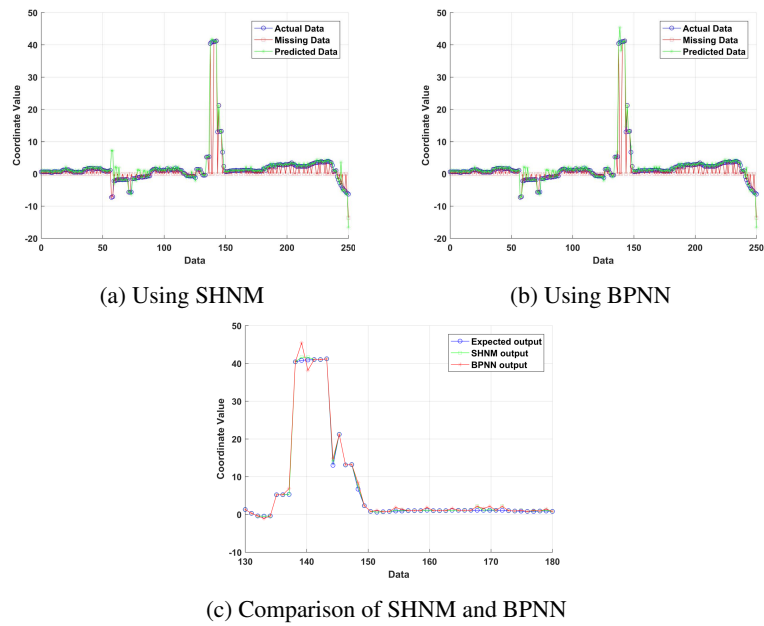 50
40
30
20
10
0
-10
-20
0
50
100
150
200
250
Coordinate Value
Data
Actual Data
Missing Data
Predicted Data
(a) Using SHNM
50
40
30
20
10
0
-10
-20
0
50
100
150
200
250
Coordinate Value
Data
Actual Data
Missing Data
Predicted Data
(b) Using BPNN
50
40
30
20
10
0
-10
130
140
150
160
170
180
Coordinate Value
Data
Expected output
SHNM output
BPNN output
(c) Comparison of SHNM and BPNN